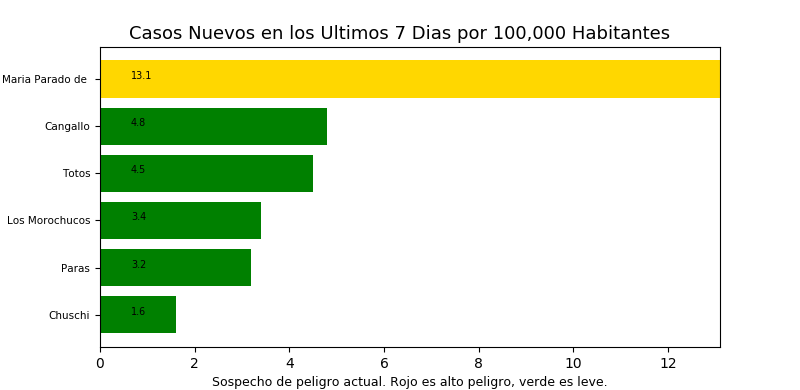 Casos Nuevos en los Ultimos 7 Dias por 100,000 Habitantes
Maria Parado de 13.1
Cangallo 4.8
Totos 4.5
Los Morochucos 3.4
Paras 3.2
Chuschi 1.6
0 2 4 6 8 10 12
Sospecho de peligro actual. Rojo es alto peligro, verde es leve.